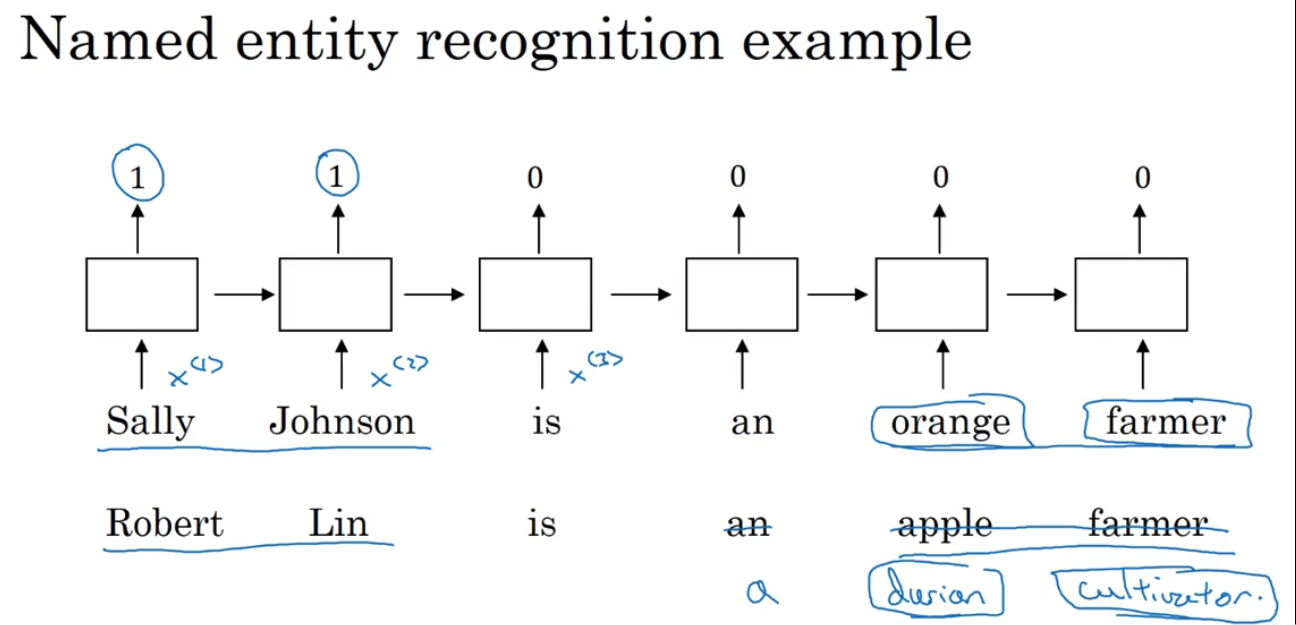 Named entity recognition example
1 1 0 0 0 0
x<1> x<2> x<3>
Sally Johnson is an orange farmer
Robert Lin is an apple farmer
a durian cultivator.